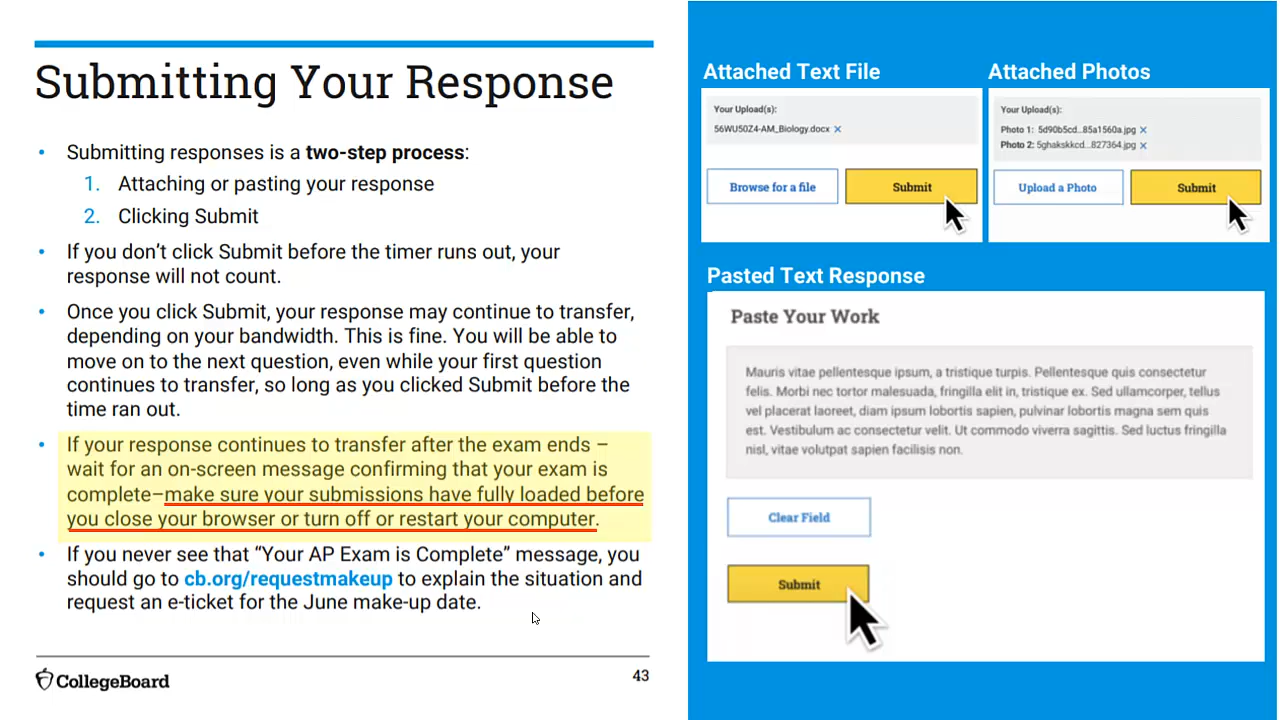 Submitting Your Response
• Submitting responses is a two-step process:
1. Attaching or pasting your response
2. Clicking Submit
• If you don’t click Submit before the timer runs out, your
response will not count.
• Once you click Submit, your response may continue to transfer,
depending on your bandwidth. This is fine. You will be able to
move on to the next question, even while your first question
continues to transfer, so long as you clicked Submit before the
time ran out.
• If your response continues to transfer after the exam ends –
wait for an on-screen message confirming that your exam is
complete–make sure your submissions have fully loaded before
you close your browser or turn off or restart your computer.
• If you never see that “Your AP Exam is Complete” message, you
should go to cb.org/requestmakeup to explain the situation and
request an e-ticket for the June make-up date.
CollegeBoard
43
Attached Text File
Your Upload(s):
56WU50Z4-AM_Biology.docx ×
Browse for a file
Submit
Attached Photos
Your Upload(s):
Photo 1: 5d90b5cd...85a1560a.jpg ×
Photo 2: 5ghakskkcd...827364.jpg ×
Upload a Photo
Submit
Pasted Text Response
Paste Your Work
Mauris vitae pellentesque ipsum, a tristique turpis. Pellentesque quis consectetur
felis. Morbi nec tortor malesuada, fringilla elit in, tristique ex. Sed ullamcorper, tellus
vel placerat laoreet, diam ipsum lobortis sapien, pulvinar lobortis magna sem quis
est. Vestibulum ac consectetur velit. Ut commodo viverra sagittis. Sed luctus fringilla
nisl, vitae volutpat sapien facilisis non.
Clear Field
Submit